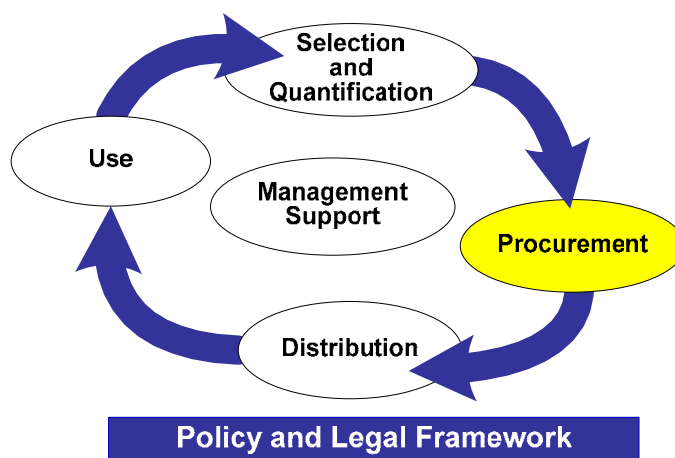 Selection
and
Quantification
Use
Management
Support
Procurement
Distribution
Policy and Legal Framework